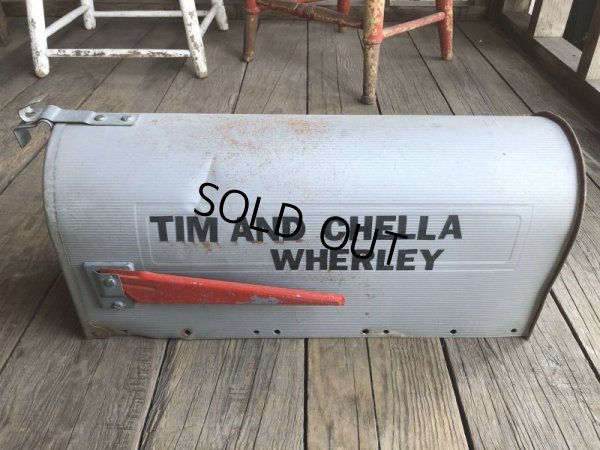 TIM AND CHELLA
WHERLEY
SOLD OUT